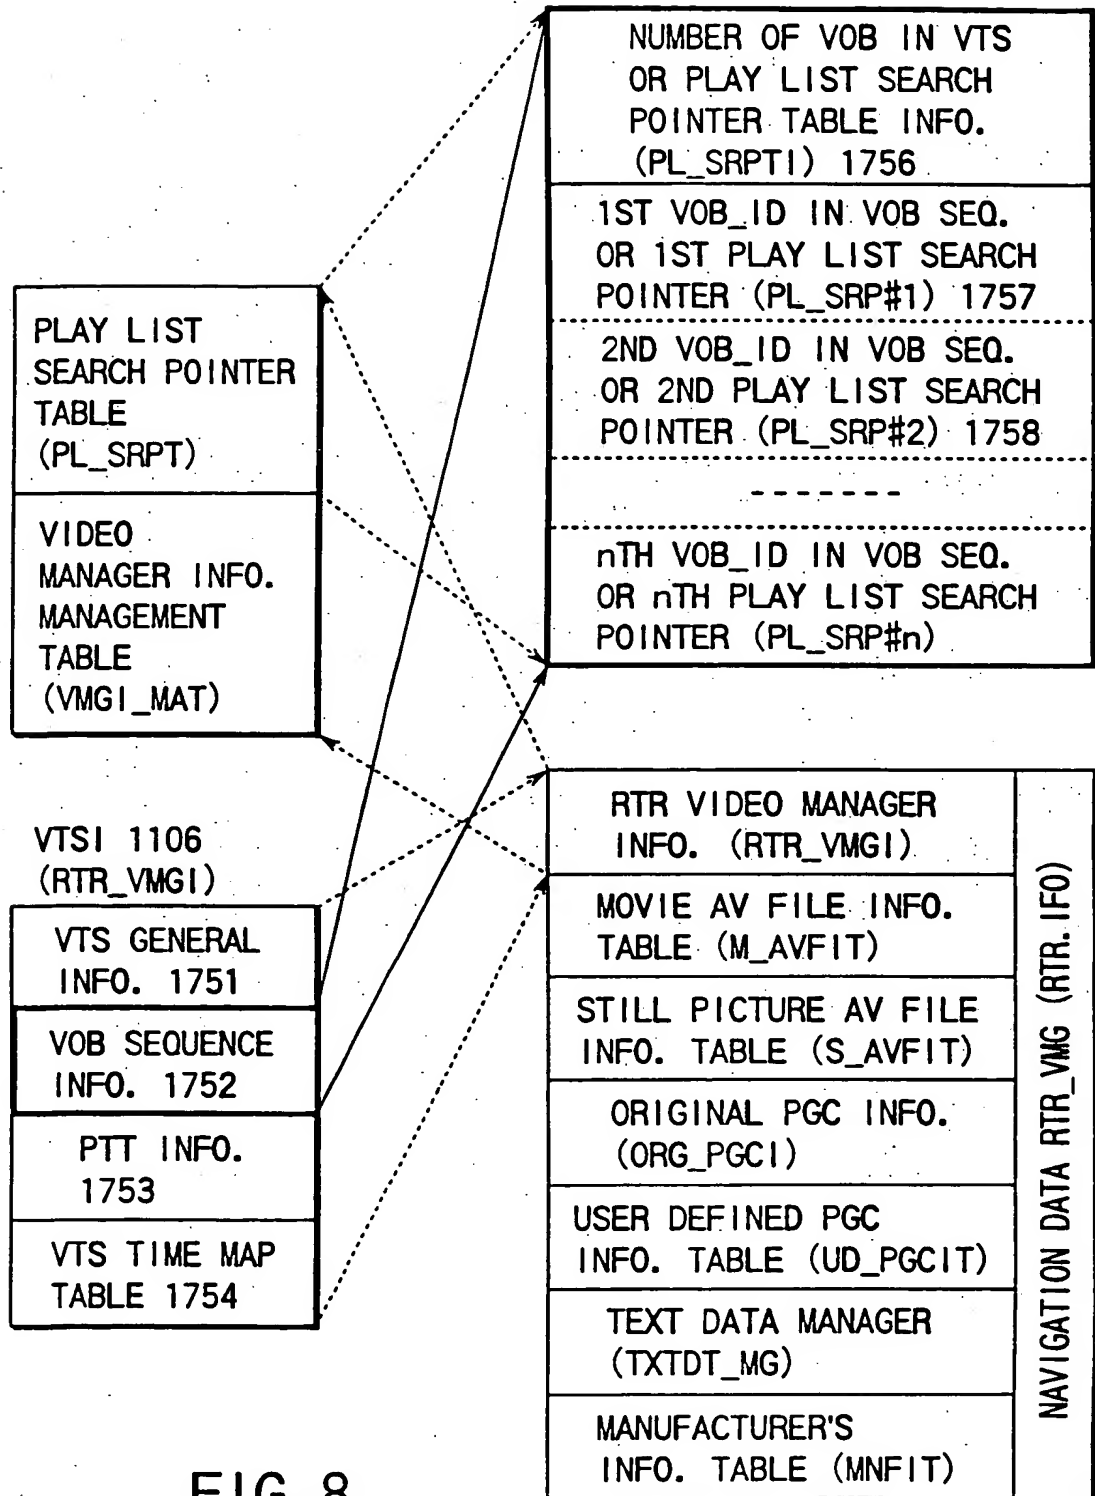 NUMBER OF VOB IN VTS
OR PLAY LIST SEARCH
POINTER TABLE INFO.
(PL_SRPTI) 1756
1ST VOB_ID IN VOB SEQ.
OR 1ST PLAY LIST SEARCH
POINTER (PL_SRP#1) 1757
2ND VOB_ID IN VOB SEQ.
OR 2ND PLAY LIST SEARCH
POINTER (PL_SRP#2) 1758
-------
nTH VOB_ID IN VOB SEQ.
OR nTH PLAY LIST SEARCH
POINTER (PL_SRP#n)
PLAY LIST
SEARCH POINTER
TABLE
(PL_SRPT)
VIDEO
MANAGER INFO.
MANAGEMENT
TABLE
(VMGI_MAT)
VTSI 1106
(RTR_VMGI)
VTS GENERAL
INFO. 1751
VOB SEQUENCE
INFO. 1752
PTT INFO.
1753
VTS TIME MAP
TABLE 1754
RTR VIDEO MANAGER
INFO. (RTR_VMGI)
MOVIE AV FILE INFO.
TABLE (M_AVFIT)
STILL PICTURE AV FILE
INFO. TABLE (S_AVFIT)
ORIGINAL PGC INFO.
(ORG_PGCI)
USER DEFINED PGC
INFO. TABLE (UD_PGCIT)
TEXT DATA MANAGER
(TXTDT_MG)
MANUFACTURER'S
INFO. TABLE (MNFIT)
NAVIGATION DATA RTR_VMG (RTR.IFO)
FIG. 8